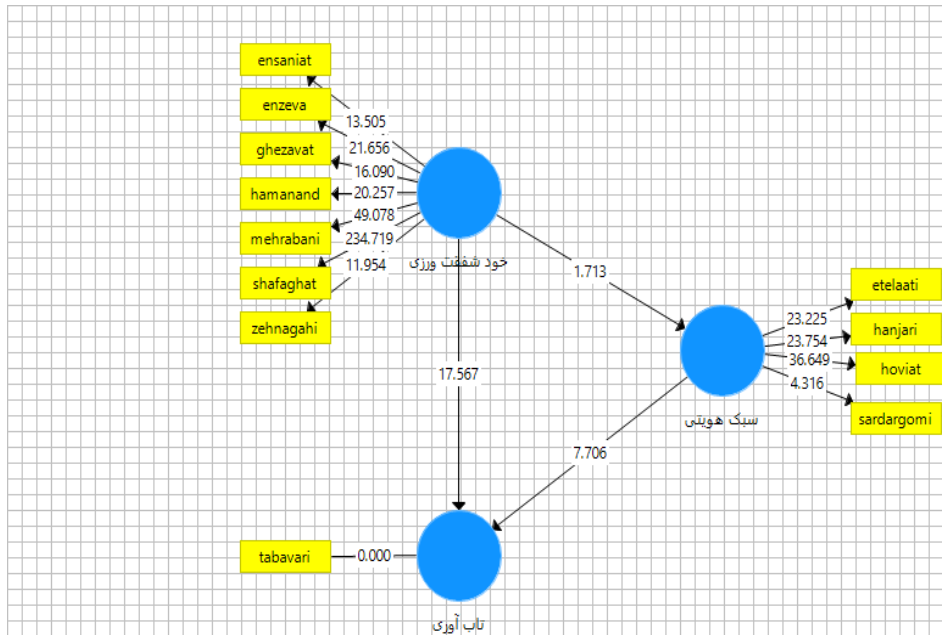 ensaniat
enzeva
ghezavat
hamanand
mehrabani
shafaghat
zehnagahi
13.505
21.656
16.090
20.257
49.078
234.719
11.954
خود شفقت ورزی
1.713
17.567
etelaati
hanjari
hoviat
sardargomi
23.225
23.754
36.649
4.316
سبک هویتی
7.706
tabavari
0.000
تاب آوری